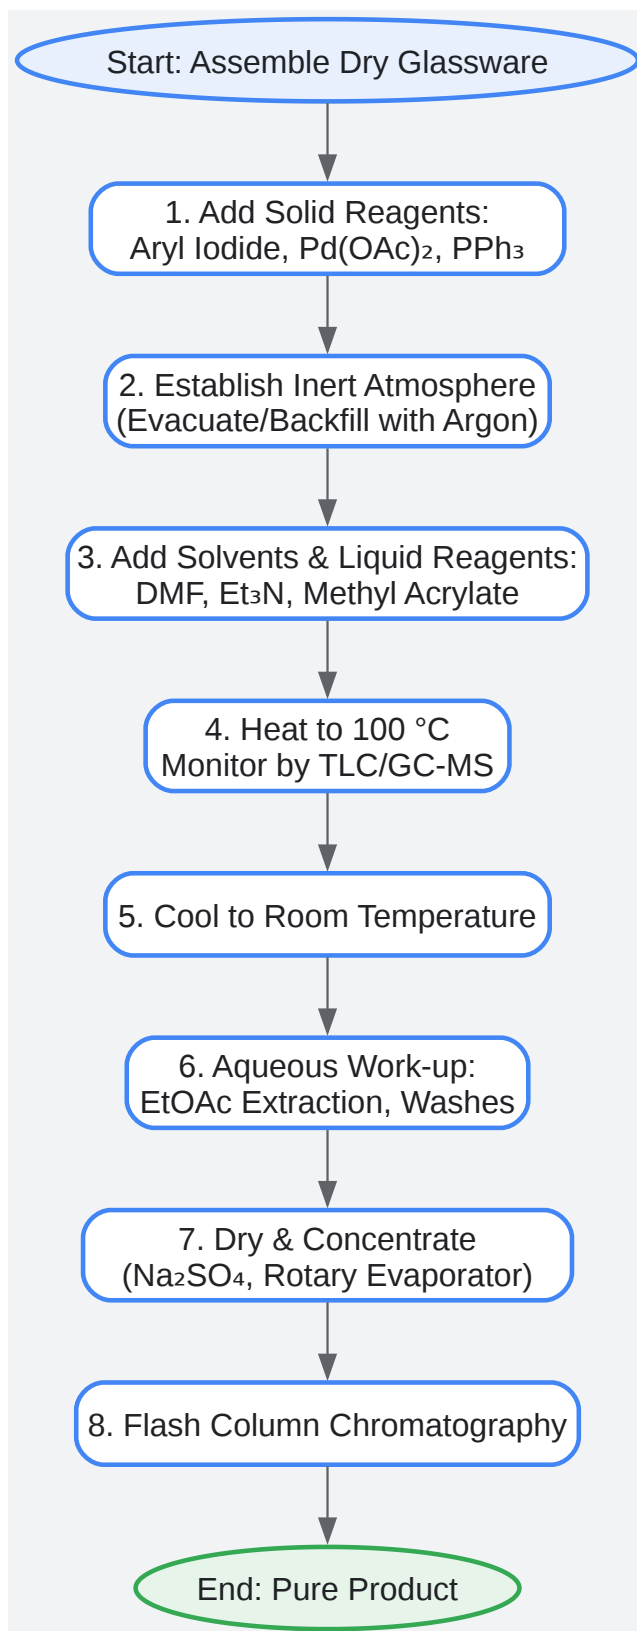 Start: Assemble Dry Glassware
1. Add Solid Reagents:
Aryl Iodide, Pd(OAc)₂, PPh₃
2. Establish Inert Atmosphere
(Evacuate/Backfill with Argon)
3. Add Solvents & Liquid Reagents:
DMF, Et₃N, Methyl Acrylate
4. Heat to 100 °C
Monitor by TLC/GC-MS
5. Cool to Room Temperature
6. Aqueous Work-up:
EtOAc Extraction, Washes
7. Dry & Concentrate
(Na₂SO₄, Rotary Evaporator)
8. Flash Column Chromatography
End: Pure Product